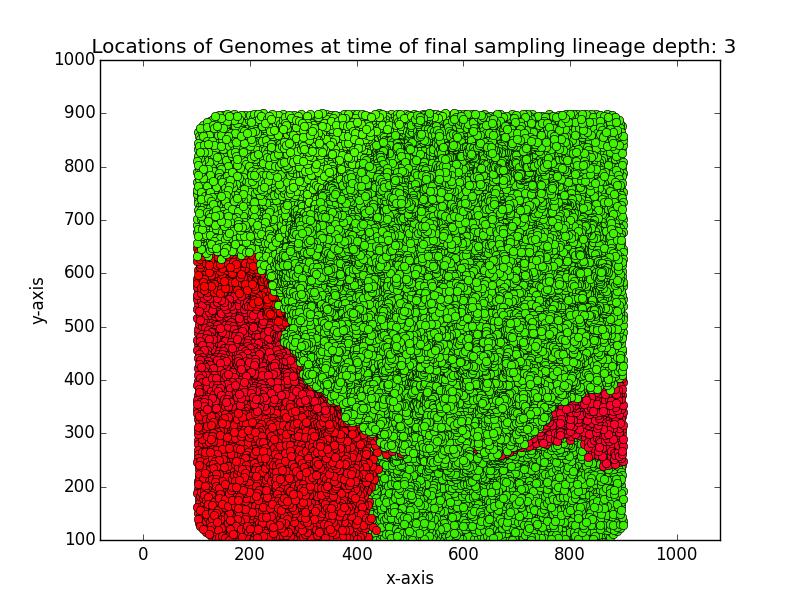 Locations of Genomes at time of final sampling lineage depth: 3
1000
900
800
700
600
500
400
300
200
100
y-axis
0 200 400 600 800 1000
x-axis